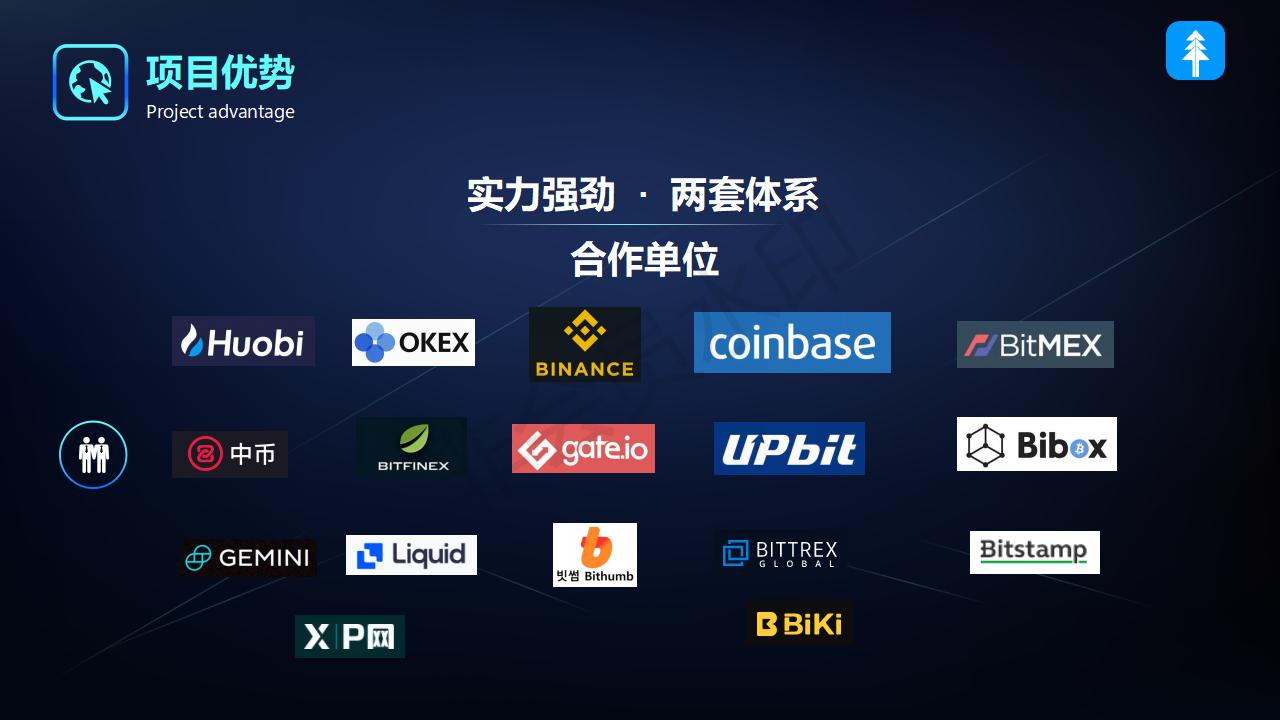 项目优势
Project advantage
实力强劲 · 两套体系
合作单位
Huobi
OKEX
BINANCE
coinbase
BitMEX
中币
BITFINEX
gate.io
UPbit
Bibox
GEMINI
Liquid
빗썸 Bithumb
BITTREX
GLOBAL
Bitstamp
X|P网
BiKi